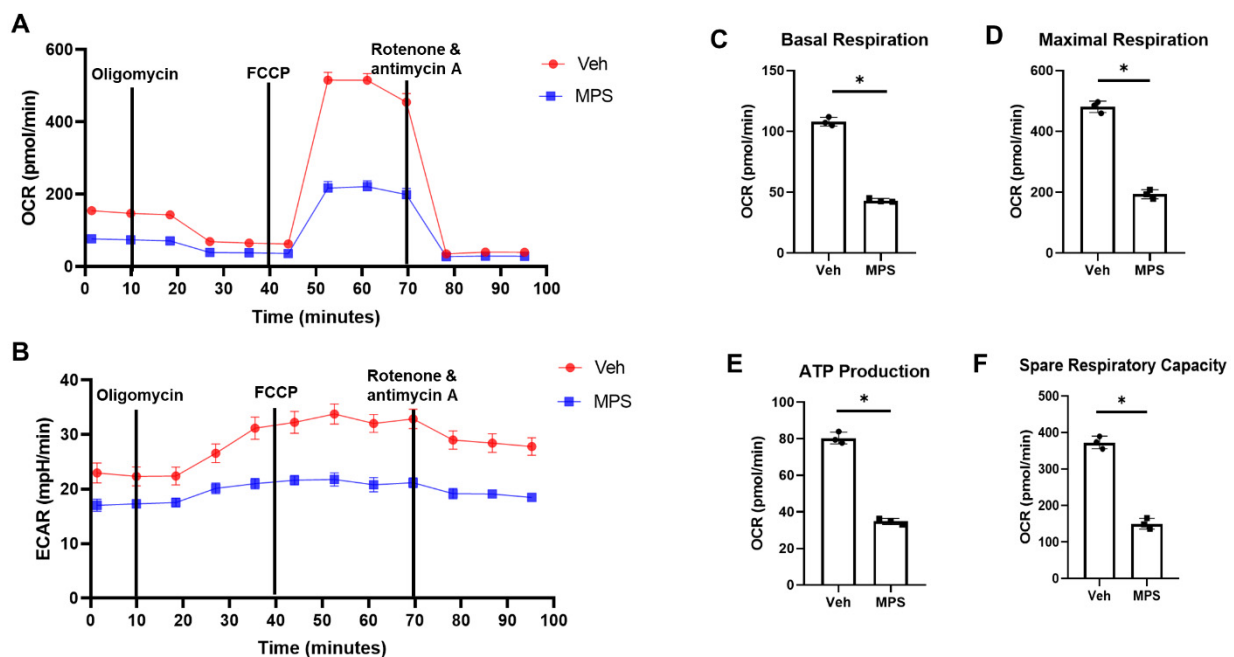 A
OCR (pmol/min)
600
400
200
0
Oligomycin
FCCP
Rotenone &
antimycin A
Veh
MPS
0 10 20 30 40 50 60 70 80 90 100
Time (minutes)
B
ECAR (mpH/min)
40
30
20
10
0
Oligomycin
FCCP
Rotenone &
antimycin A
Veh
MPS
0 10 20 30 40 50 60 70 80 90 100
Time (minutes)
C
Basal Respiration
OCR (pmol/min)
150
100
50
0
*
Veh MPS
D
Maximal Respiration
OCR (pmol/min)
600
400
200
0
*
Veh MPS
E
ATP Production
OCR (pmol/min)
100
80
60
40
20
0
*
Veh MPS
F
Spare Respiratory Capacity
OCR (pmol/min)
500
400
300
200
100
0
*
Veh MPS